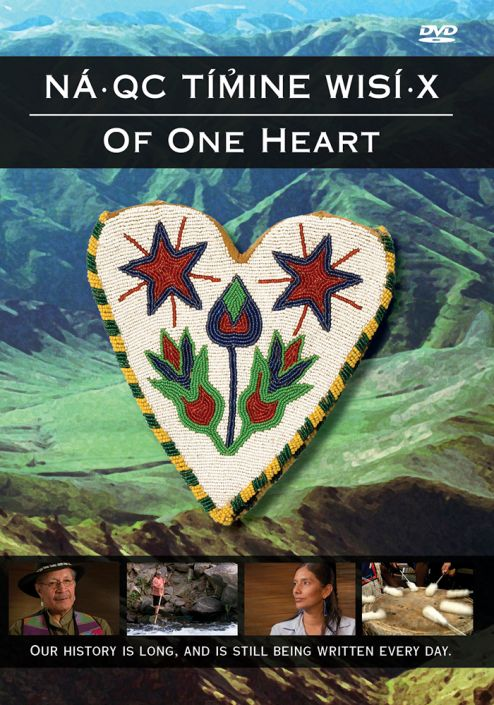 DVD
NÁ·QC TÍM̓INE WISÍ·X
OF ONE HEART
OUR HISTORY IS LONG, AND IS STILL BEING WRITTEN EVERY DAY.